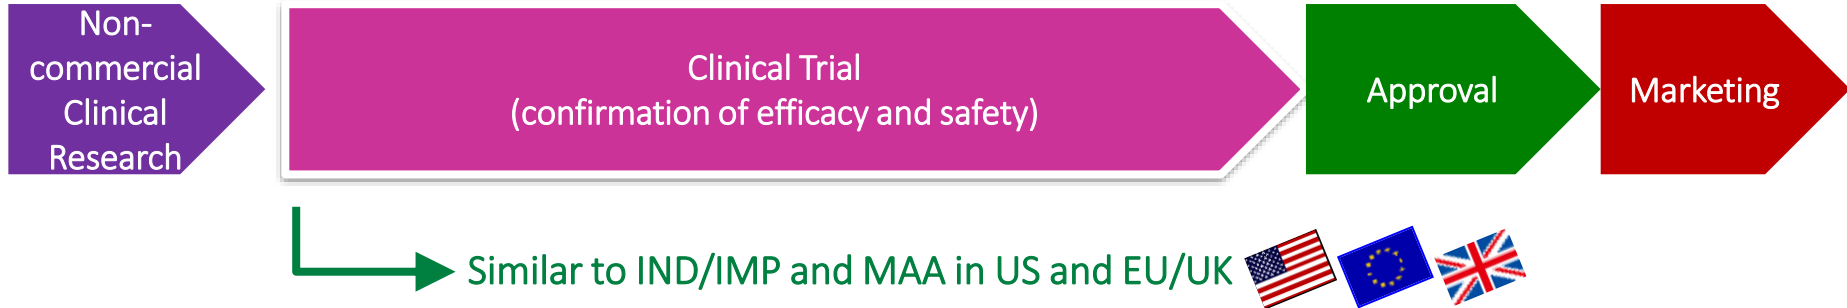 Non-
commercial
Clinical
Research
Clinical Trial
(confirmation of efficacy and safety)
Approval
Marketing
Similar to IND/IMP and MAA in US and EU/UK